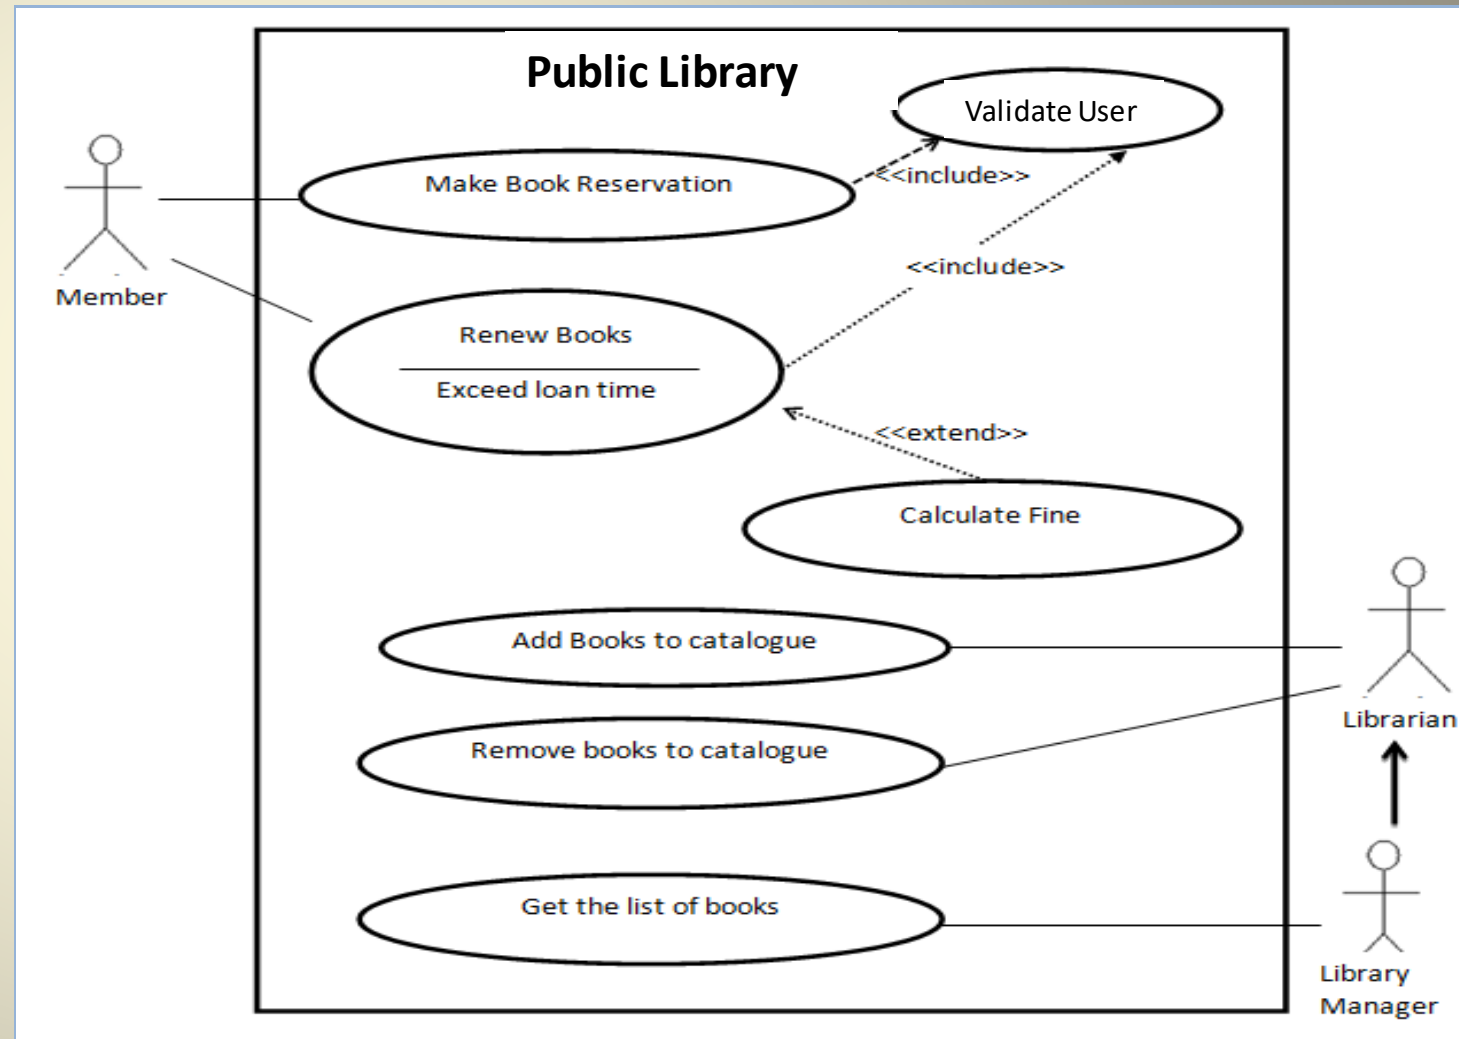 Public Library
Validate User
Make Book Reservation
<<include>>
<<include>>
Member
Renew Books
Exceed loan time
<<extend>>
Calculate Fine
Add Books to catalogue
Librarian
Remove books to catalogue
Get the list of books
Library
Manager